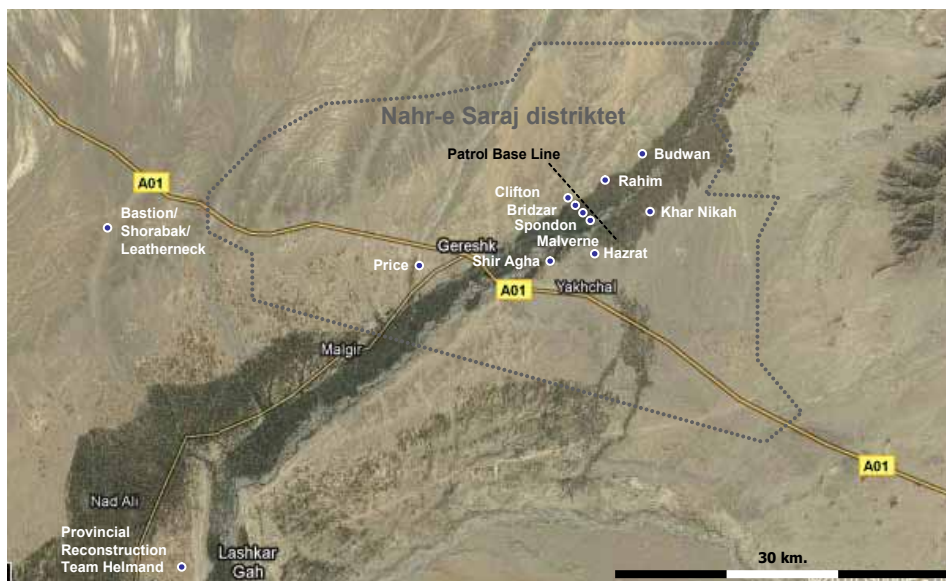 Nahr-e Saraj distriktet
Patrol Base Line
Budwan
Rahim
A01
Clifton
Bridzar
Khar Nikah
Bastion/
Shorabak/
Leatherneck
Spondon
Malverne
Gereshk
Hazrat
Price
Shir Agha
A01
Yakhchal
Malgir
A01
Nad Ali
Provincial
Reconstruction
Team Helmand
Lashkar
Gah
30 km.